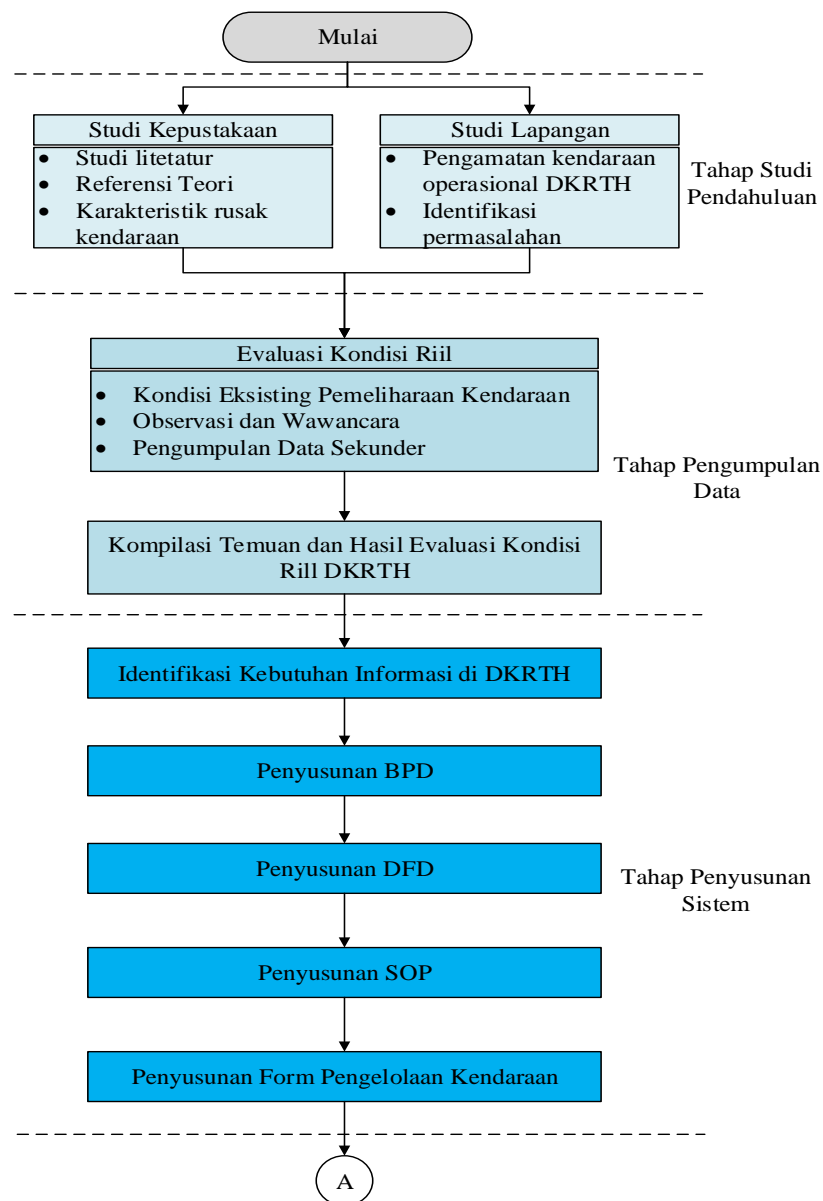 Mulai
Studi Kepustakaan
• Studi litetatur
• Referensi Teori
• Karakteristik rusak
kendaraan
Studi Lapangan
• Pengamatan kendaraan
operasional DKRTH
• Identifikasi
permasalahan
Tahap Studi
Pendahuluan
Evaluasi Kondisi Riil
• Kondisi Eksisting Pemeliharaan Kendaraan
• Observasi dan Wawancara
• Pengumpulan Data Sekunder
Tahap Pengumpulan
Data
Kompilasi Temuan dan Hasil Evaluasi Kondisi
Rill DKRTH
Identifikasi Kebutuhan Informasi di DKRTH
Penyusunan BPD
Penyusunan DFD
Tahap Penyusunan
Sistem
Penyusunan SOP
Penyusunan Form Pengelolaan Kendaraan
A